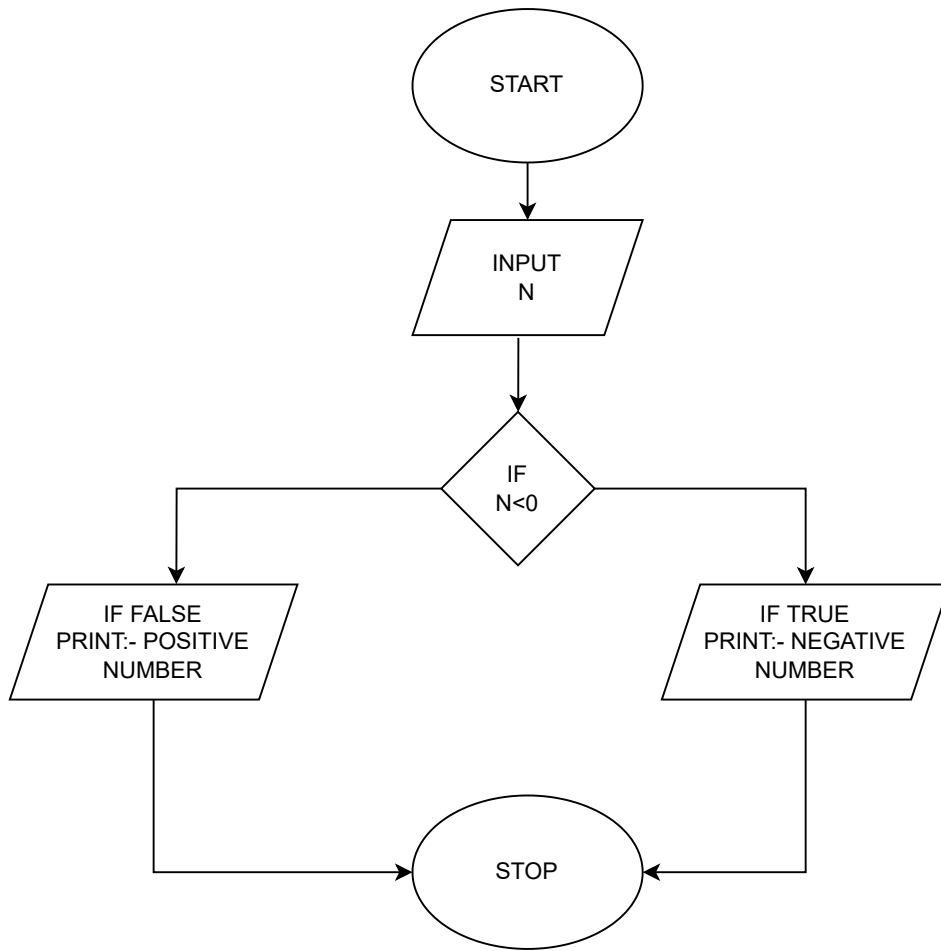 START
INPUT
N
IF
N<0
IF FALSE
PRINT:- POSITIVE
NUMBER
IF TRUE
PRINT:- NEGATIVE
NUMBER
STOP